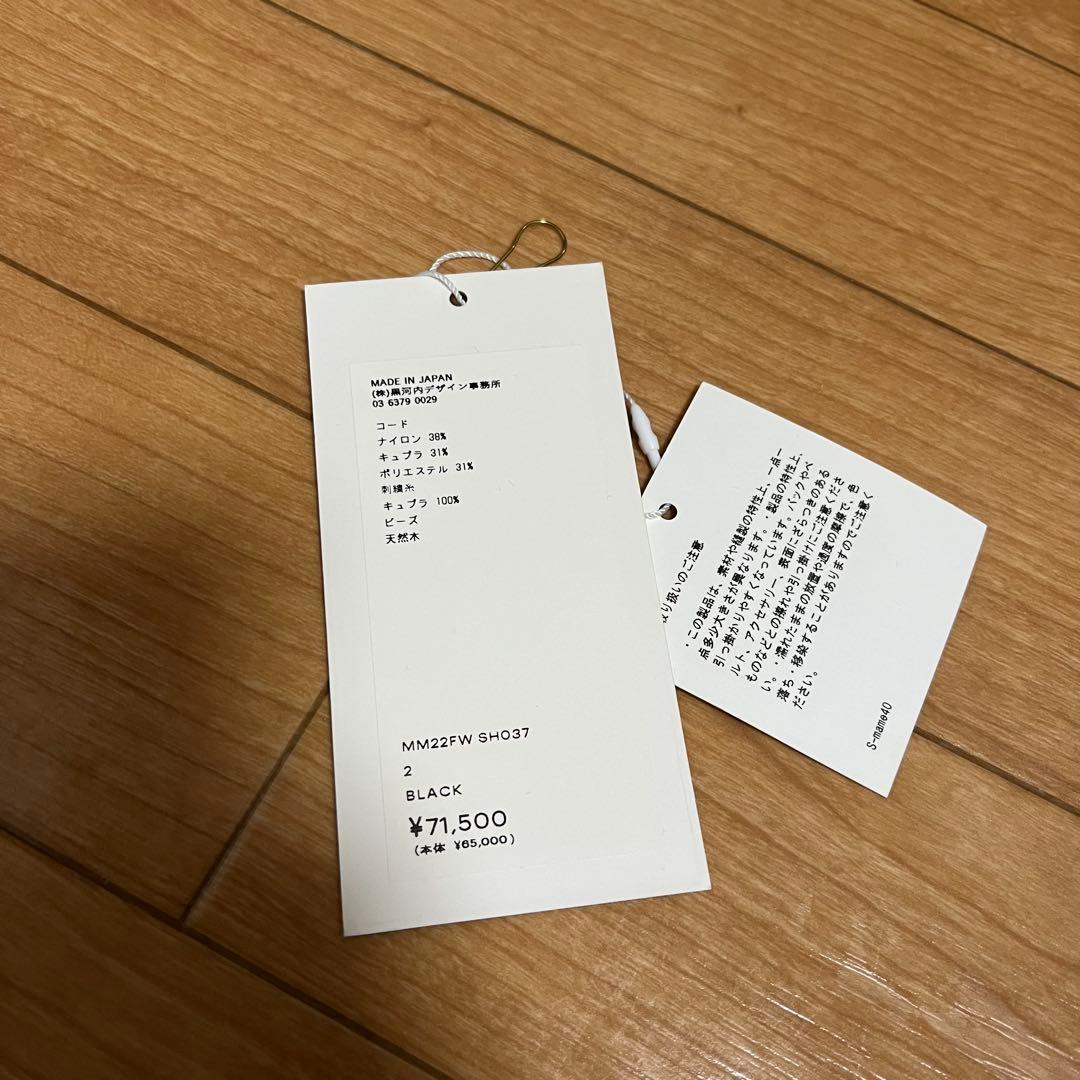 MADE IN JAPAN
(株)黒河内デザイン事務所
03 6379 0029
コード
ナイロン 38%
キュプラ 31%
ポリエステル 31%
刺繍糸
キュプラ 100%
ビーズ
天然木
MM22FW SH037
2
BLACK
¥71,500
(本体 ¥65,000)
取り扱いのご注意
・この製品は、素材や縫製の特性上、一点一
点多少大きさが異なります。・製品の特性上、
引っ掛かりやすくなっています。バックやベ
ルト、アクセサリー、表面にざらつきのある
ものなどとの擦れや引っ掛けにご注意くださ
い。・濡れたままの放置や過度の摩擦で、色
落ち・移染することがありますのでご注意く
ださい。
S-mame40